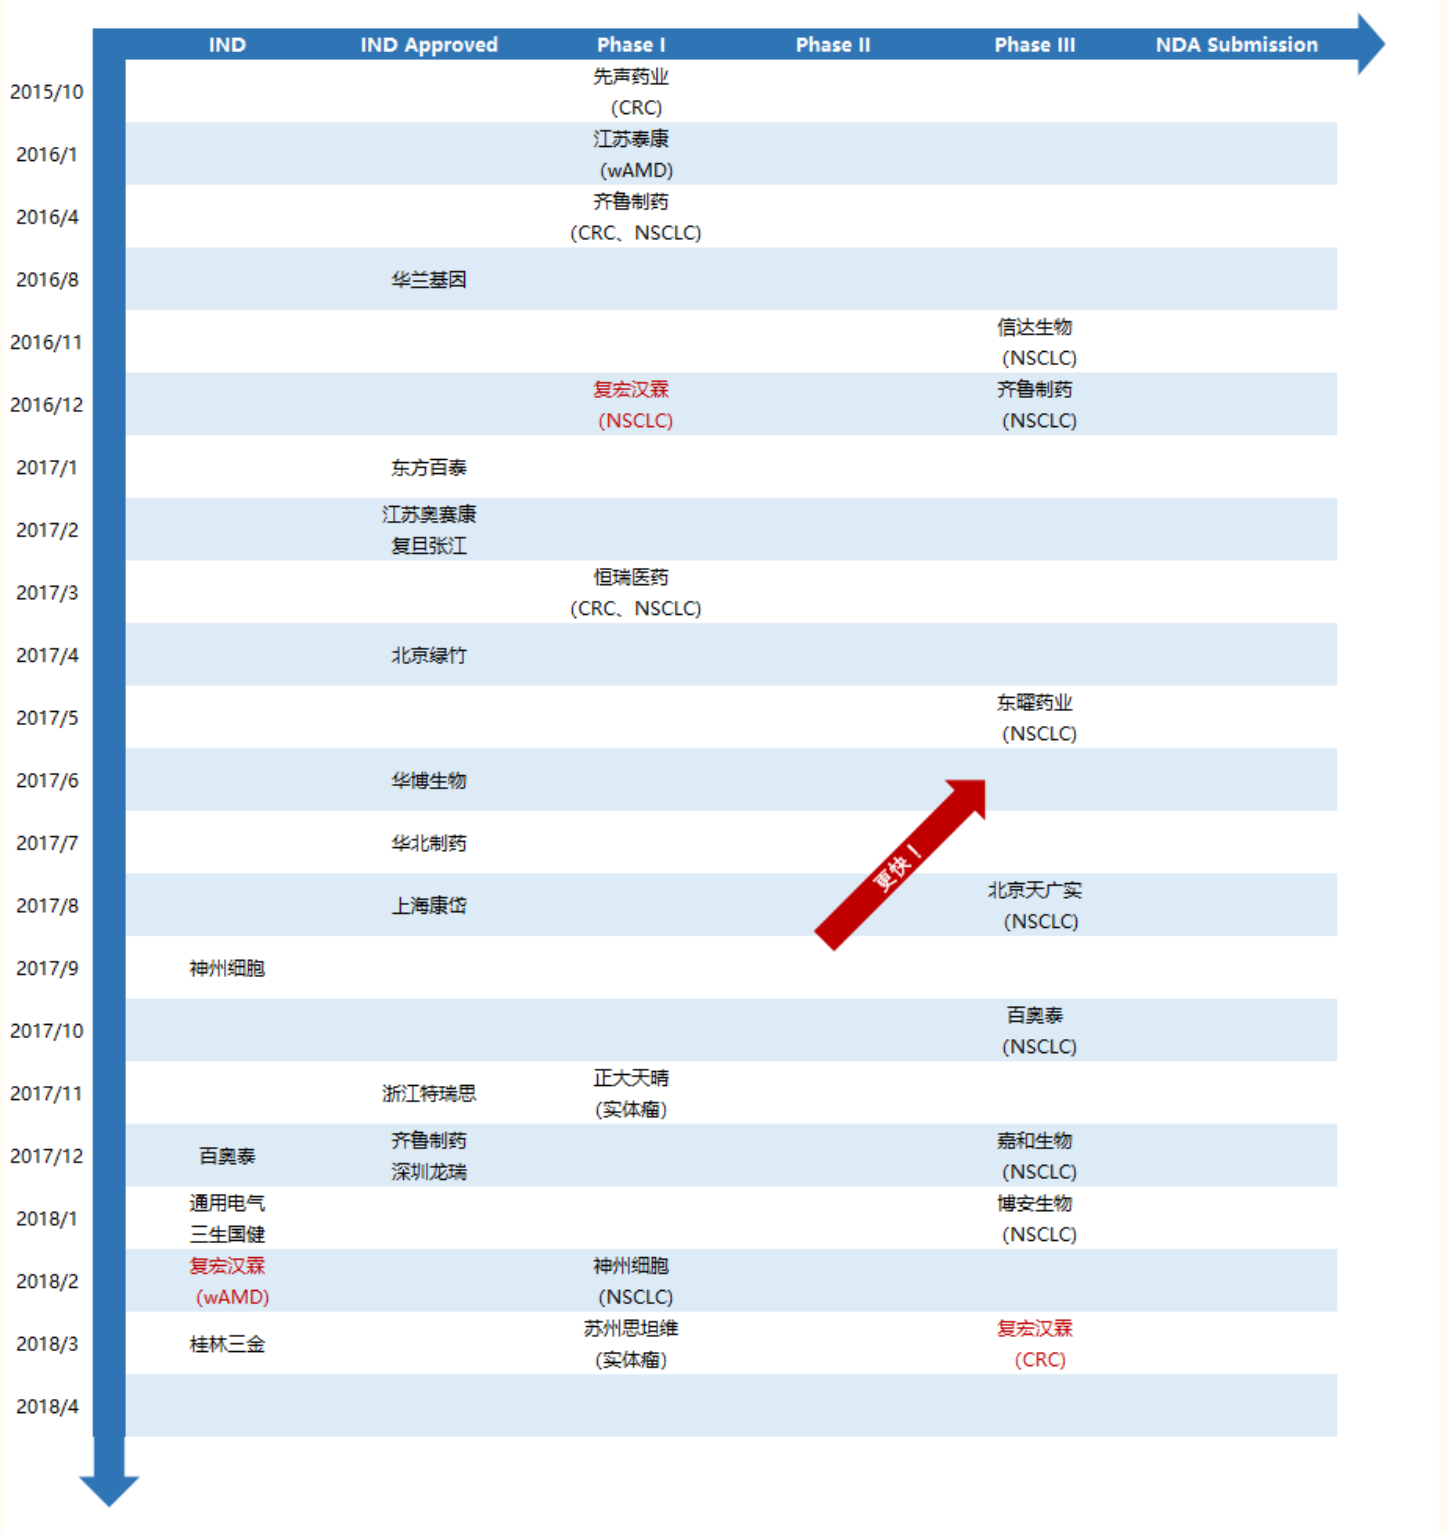 IND IND Approved Phase I Phase II Phase III NDA Submission
2015/10
先声药业
(CRC)
2016/1
江苏泰康
(wAMD)
2016/4
齐鲁制药
(CRC、NSCLC)
2016/8
华兰基因
2016/11
信达生物
(NSCLC)
2016/12
复宏汉霖
(NSCLC)
齐鲁制药
(NSCLC)
2017/1
东方百泰
2017/2
江苏奥赛康
复旦张江
2017/3
恒瑞医药
(CRC、NSCLC)
2017/4
北京绿竹
2017/5
东曜药业
(NSCLC)
2017/6
华博生物
更快！
2017/7
华北制药
2017/8
上海康岱
北京天广实
(NSCLC)
2017/9
神州细胞
2017/10
百奥泰
(NSCLC)
2017/11
浙江特瑞思
正大天晴
(实体瘤)
2017/12
百奥泰
齐鲁制药
深圳龙瑞
嘉和生物
(NSCLC)
2018/1
通用电气
三生国健
博安生物
(NSCLC)
2018/2
复宏汉霖
(wAMD)
神州细胞
(NSCLC)
2018/3
桂林三金
苏州思坦维
(实体瘤)
复宏汉霖
(CRC)
2018/4